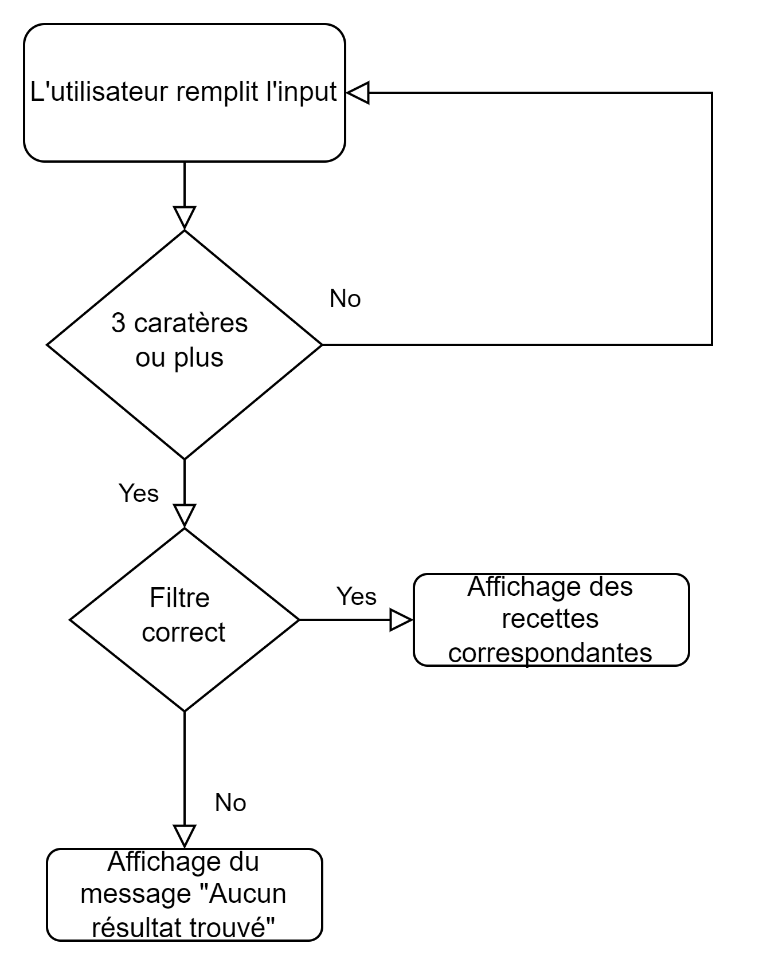 L'utilisateur remplit l'input
No
3 caratères
ou plus
Yes
Filtre
correct
Yes
Affichage des
recettes
correspondantes
No
Affichage du
message "Aucun
résultat trouvé"